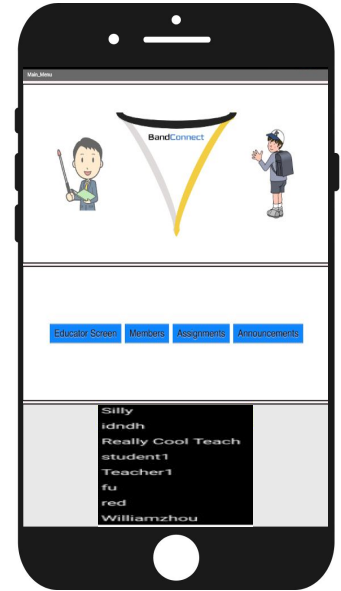 Main_Menu
BandConnect
Educator Screen Members Assignments Announcements
Silly
idndh
Really Cool Teach
student1
Teacher1
fu
red
Williamzhou